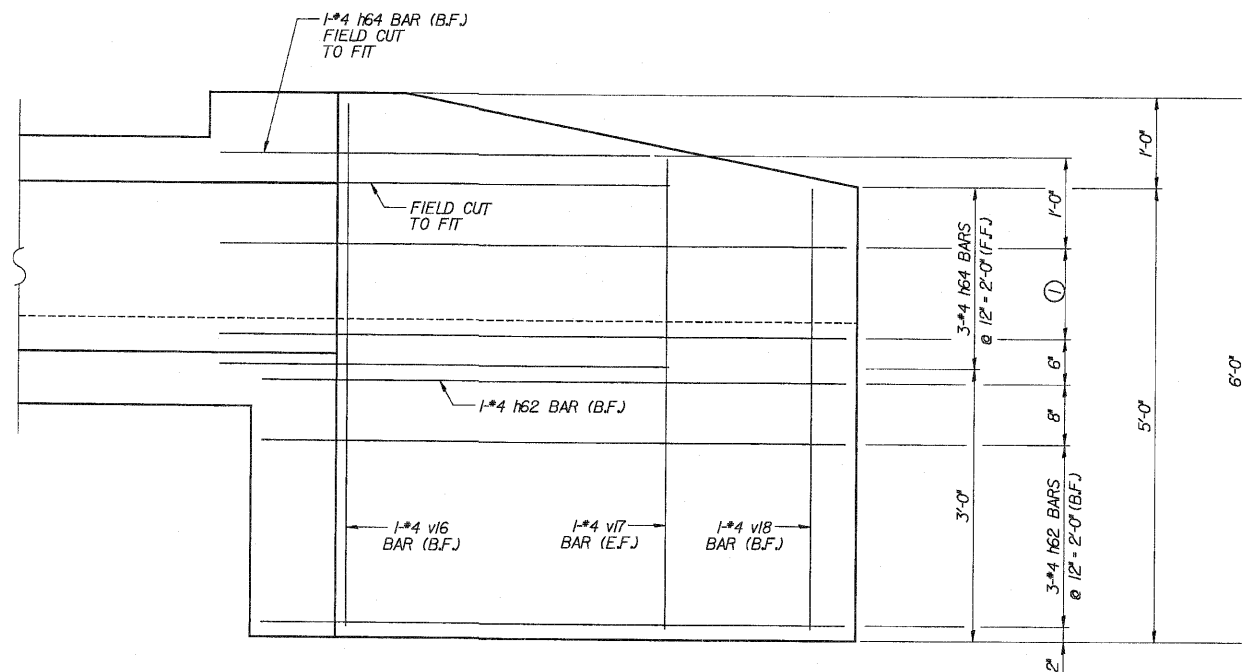 1-#4 h64 BAR (B.F.)
FIELD CUT
TO FIT
FIELD CUT
TO FIT
1-#4 h62 BAR (B.F.)
1-#4 v16
BAR (B.F.)
1-#4 v17
BAR (E.F.)
1-#4 v18
BAR (B.F.)
3-#4 h64 BARS
@ 12" = 2'-0" (F.F.)
3'-0"
1'-0"
1
6"
8"
3-#4 h62 BARS
@ 12" = 2'-0" (B.F.)
2"
1'-0"
5'-0"
6'-0"